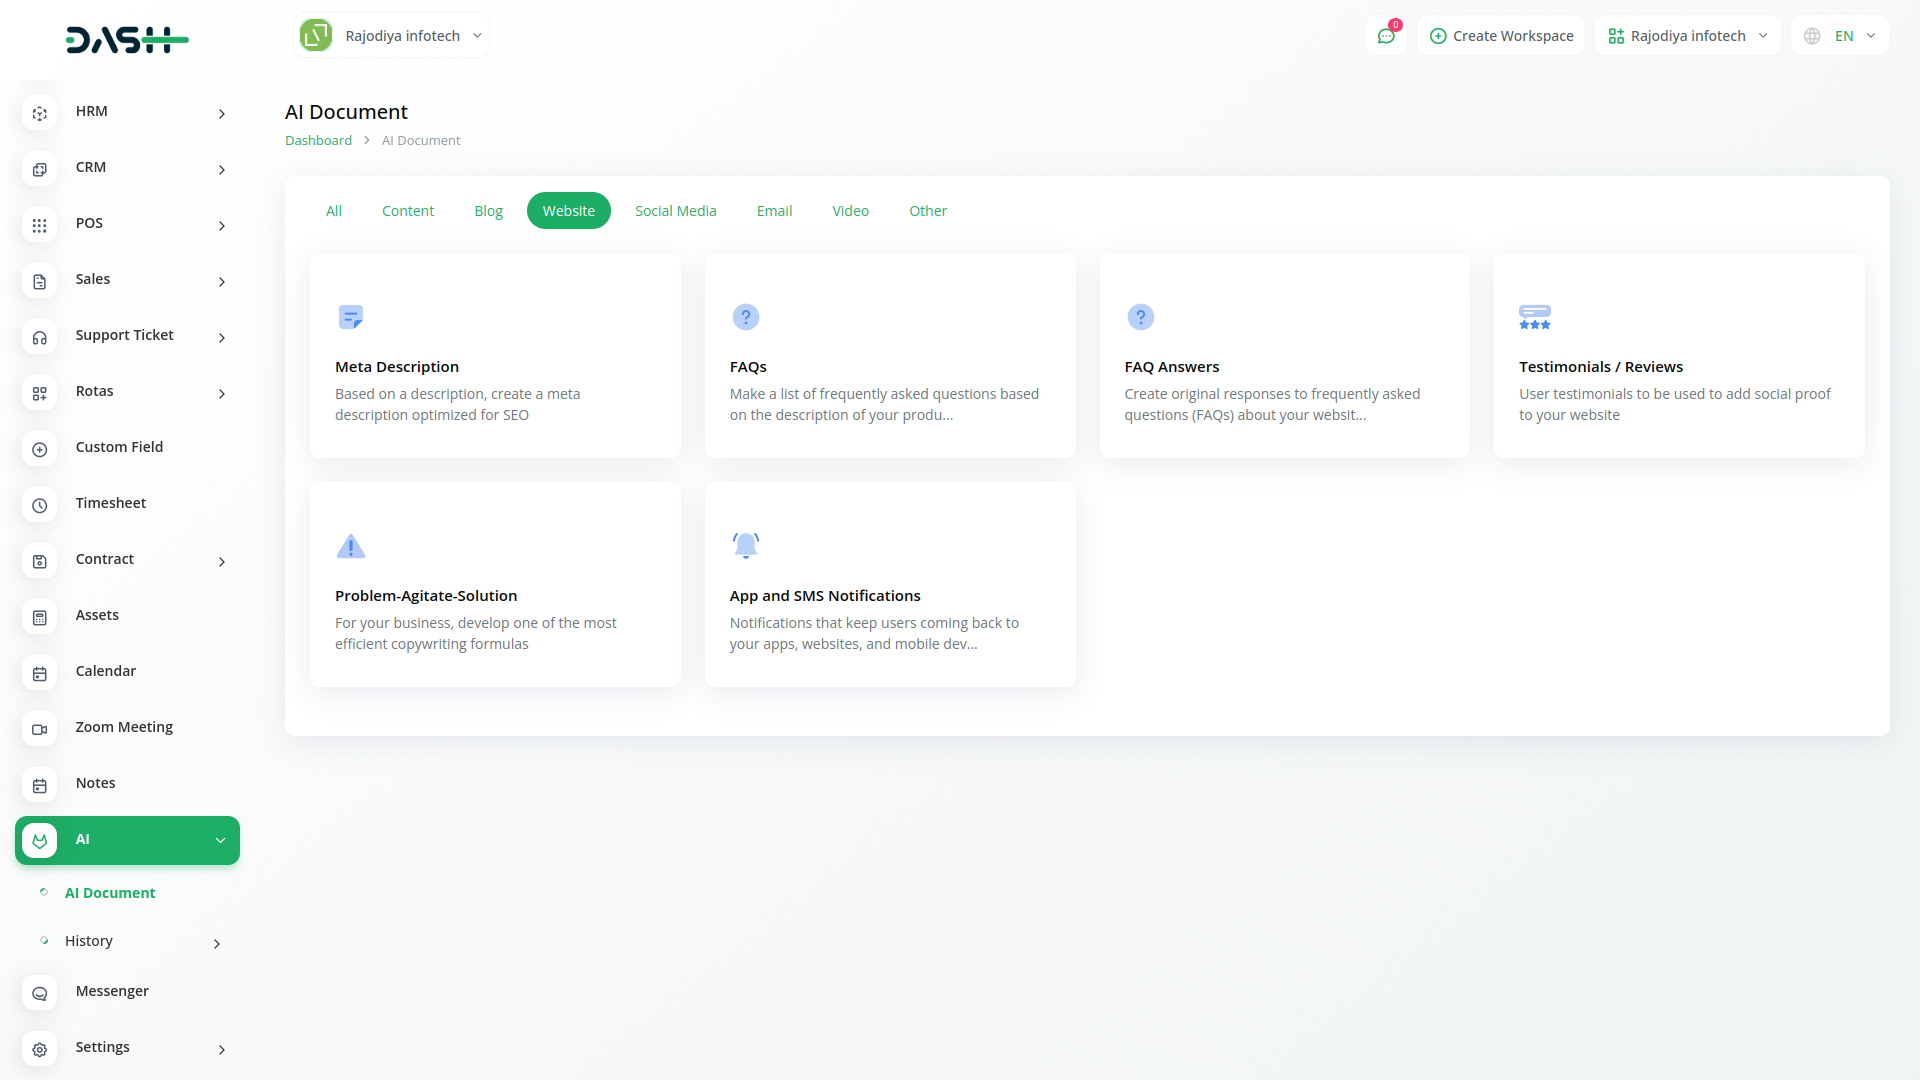 DASH
Rajodiya infotech
0
Create Workspace
Rajodiya infotech
EN
HRM
CRM
POS
Sales
Support Ticket
Rotas
Custom Field
Timesheet
Contract
Assets
Calendar
Zoom Meeting
Notes
AI
AI Document
History
Messenger
Settings
AI Document
Dashboard > AI Document
All Content Blog Website Social Media Email Video Other
Meta Description
Based on a description, create a meta
description optimized for SEO
FAQs
Make a list of frequently asked questions based
on the description of your produ...
FAQ Answers
Create original responses to frequently asked
questions (FAQs) about your websit...
Testimonials / Reviews
User testimonials to be used to add social proof
to your website
Problem-Agitate-Solution
For your business, develop one of the most
efficient copywriting formulas
App and SMS Notifications
Notifications that keep users coming back to
your apps, websites, and mobile dev...